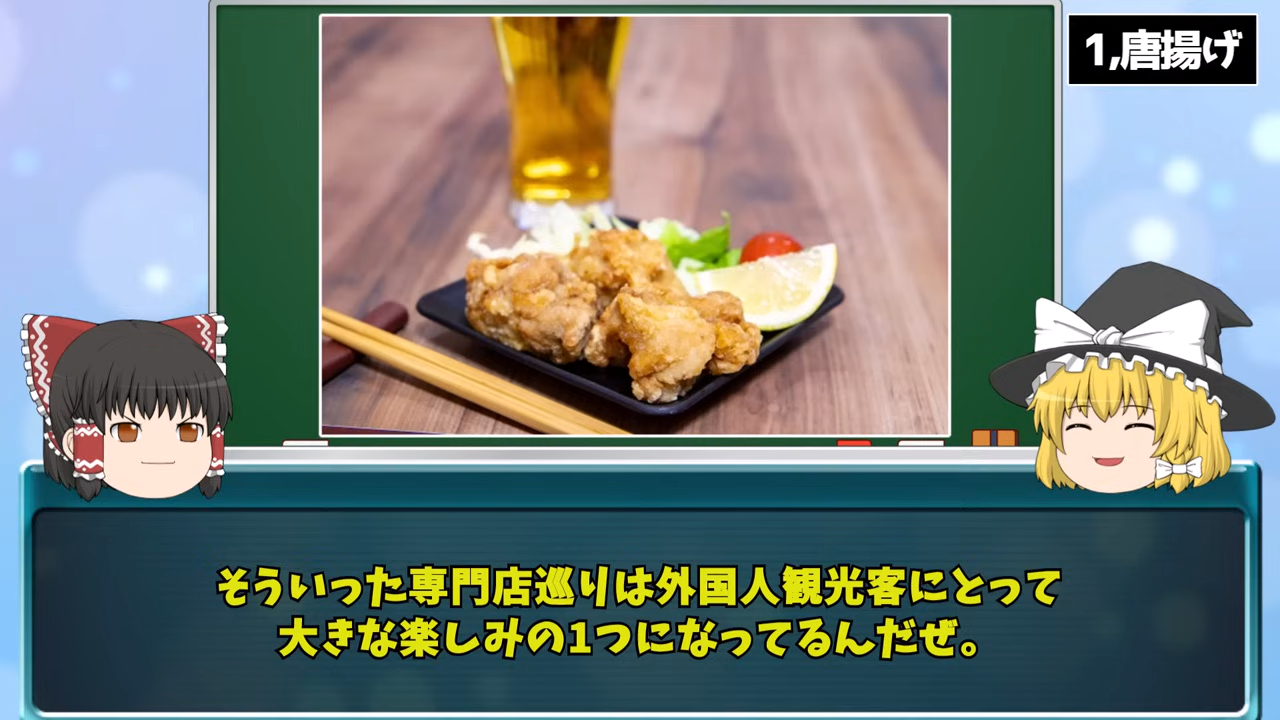 1,唐揚げ
そういった専門店巡りは外国人観光客にとって
大きな楽しみの1つになってるんだぜ。